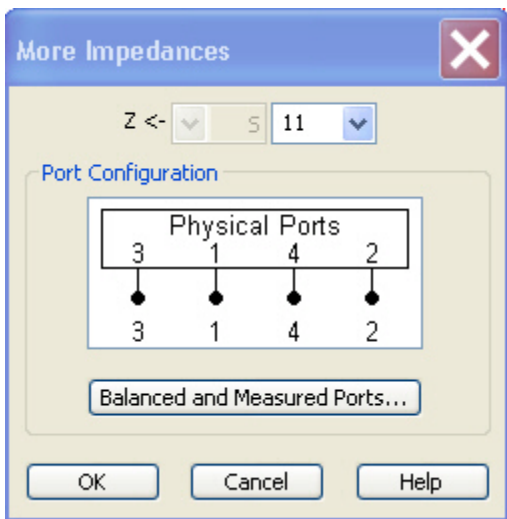 More Impedances
Z <- S 11
Port Configuration
Physical Ports
3 1 4 2
3 1 4 2
Balanced and Measured Ports...
OK Cancel Help